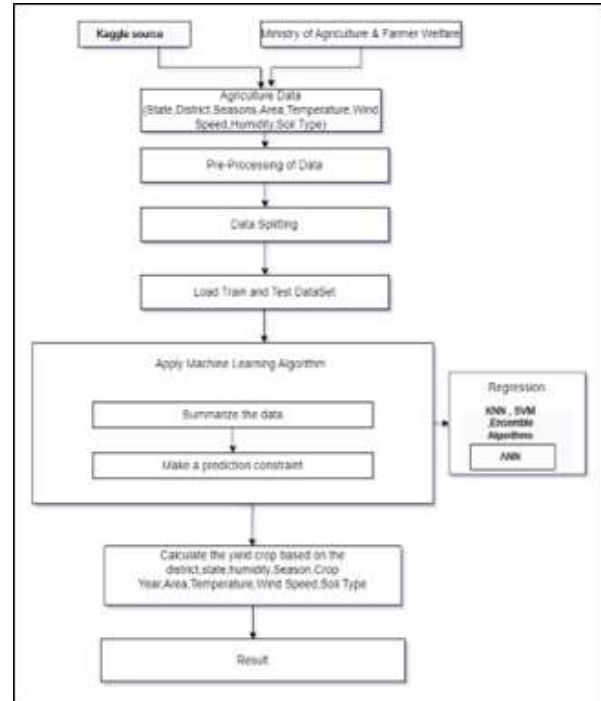 Kaggle source
Ministry of Agriculture & Farmer Welfare
Agriculture Data
(State,District,Seasons,Area,Temperature,Wind
Speed,Humidity,Soil Type)
Pre-Processing of Data
Data Splitting
Load Train and Test DataSet
Apply Machine Learning Algorithm
Summarize the data
Make a prediction constraint
Regression
KNN , SVM
,Ensemble
Algorithms
ANN
Calculate the yield crop based on the
district,state,humidity,Season,Crop
Year,Area,Temperature,Wind Speed,Soil Type
Result